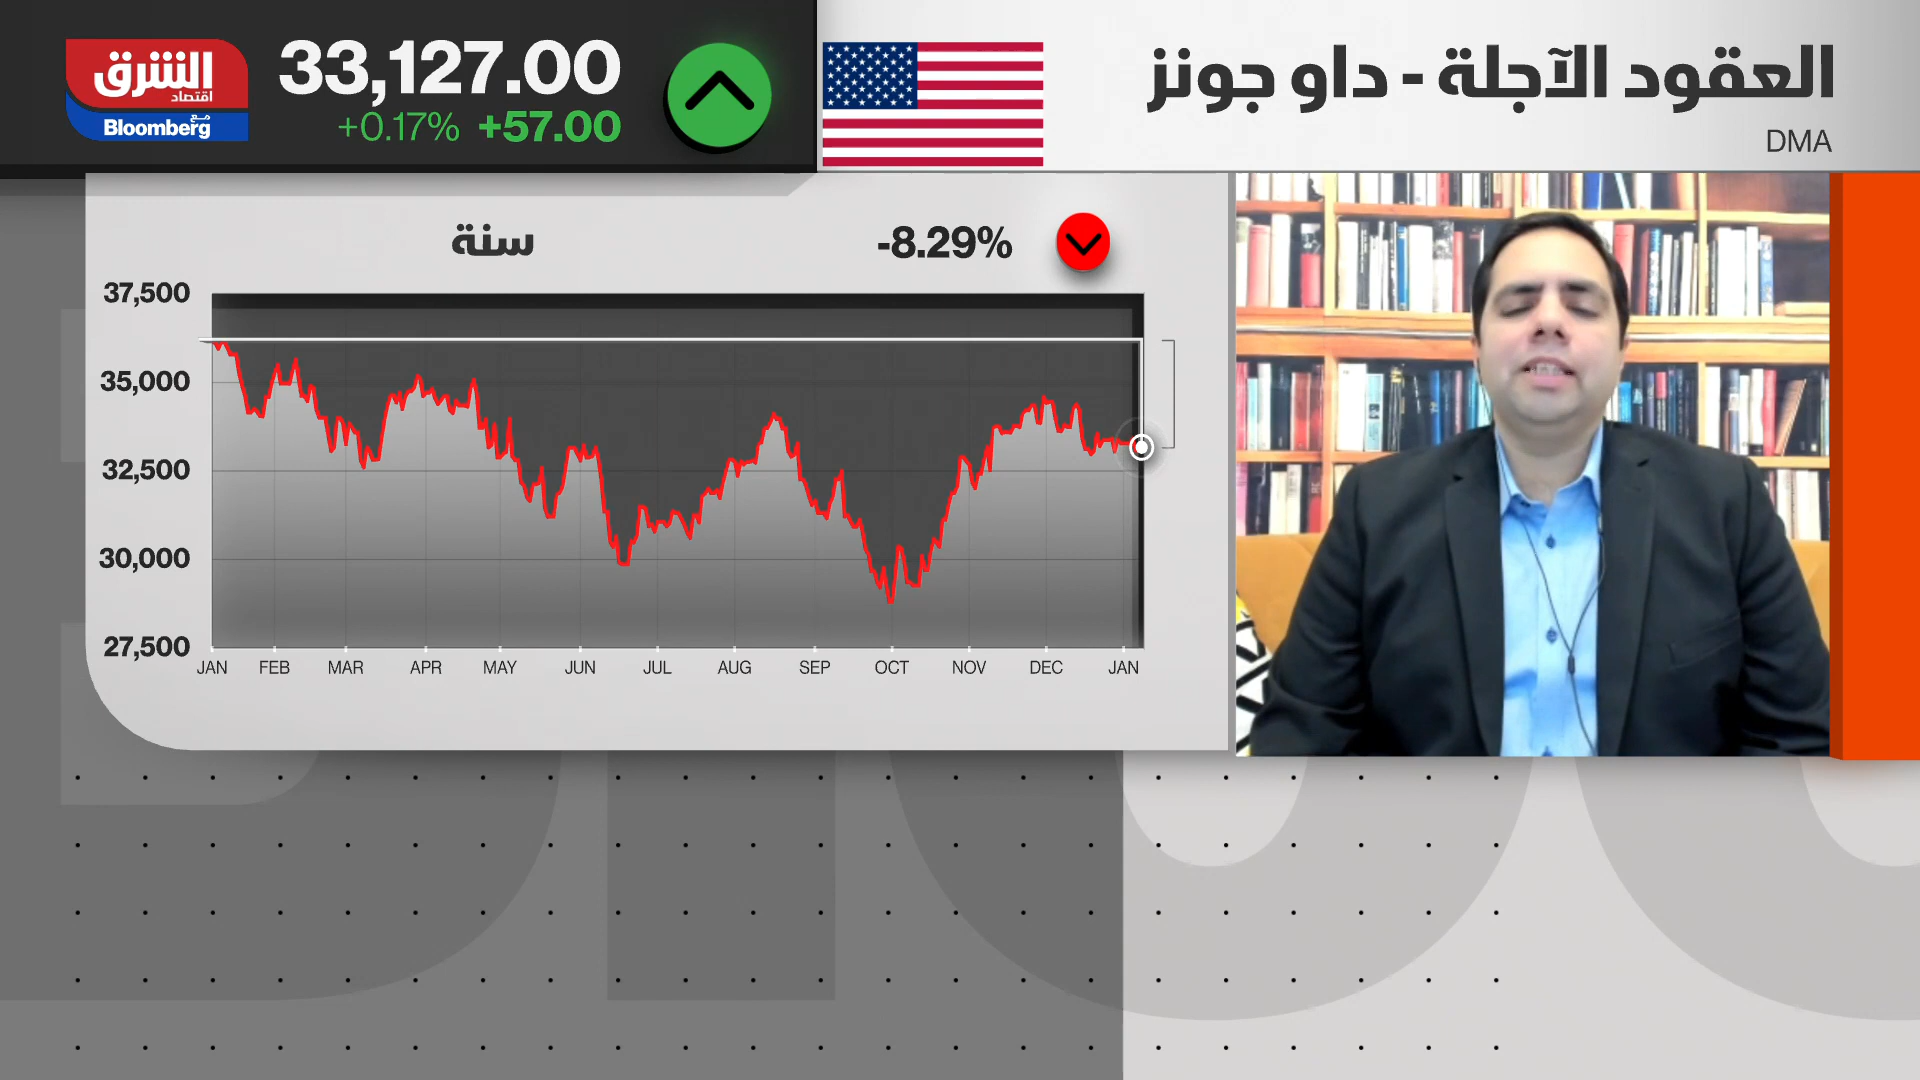 العقود الآجلة - داو جونز
DMA
33,127.00
+0.17% +57.00
الشرق
اقتصاد
مع
Bloomberg
سنة
-8.29%
37,500
35,000
32,500
30,000
27,500
JAN FEB MAR APR MAY JUN JUL AUG SEP OCT NOV DEC JAN